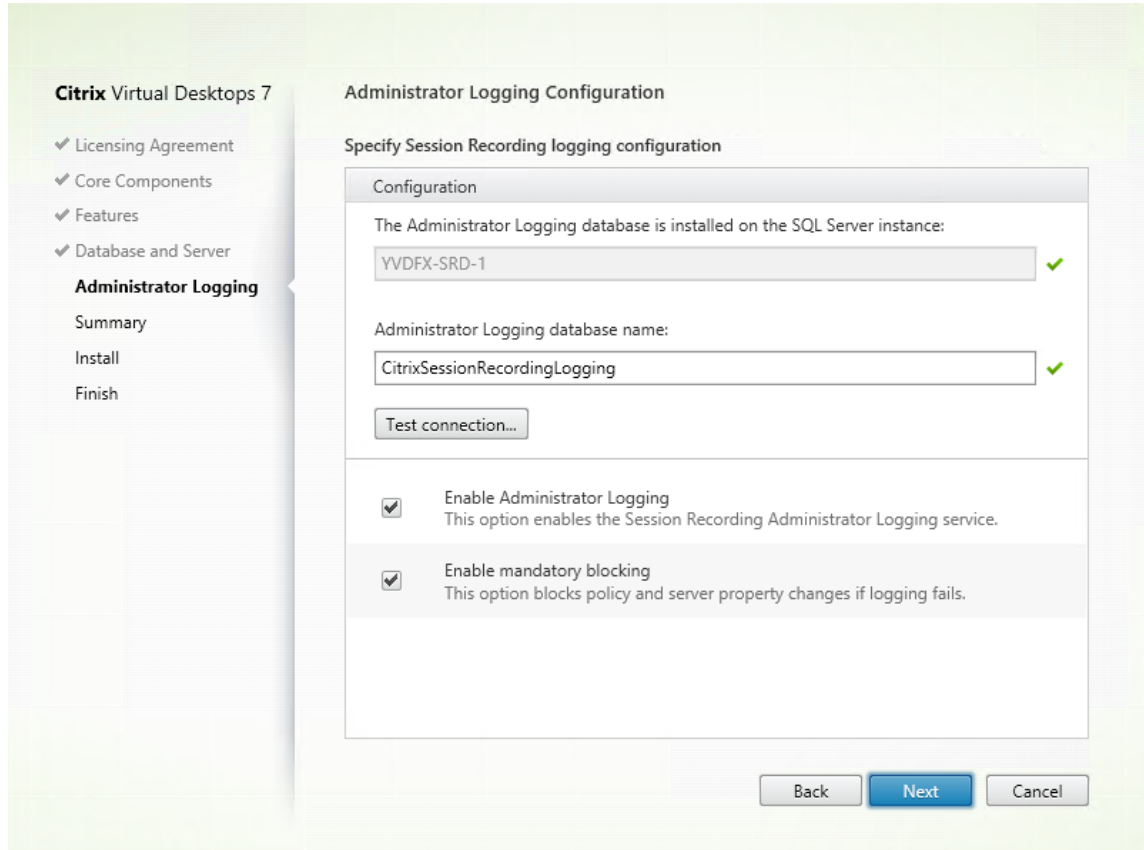 Citrix Virtual Desktops 7
Licensing Agreement
Core Components
Features
Database and Server
Administrator Logging
Summary
Install
Finish
Administrator Logging Configuration
Specify Session Recording logging configuration
Configuration
The Administrator Logging database is installed on the SQL Server instance:
YVDFX-SRD-1
Administrator Logging database name:
CitrixSessionRecordingLogging
Test connection...
Enable Administrator Logging
This option enables the Session Recording Administrator Logging service.
Enable mandatory blocking
This option blocks policy and server property changes if logging fails.
Back
Next
Cancel